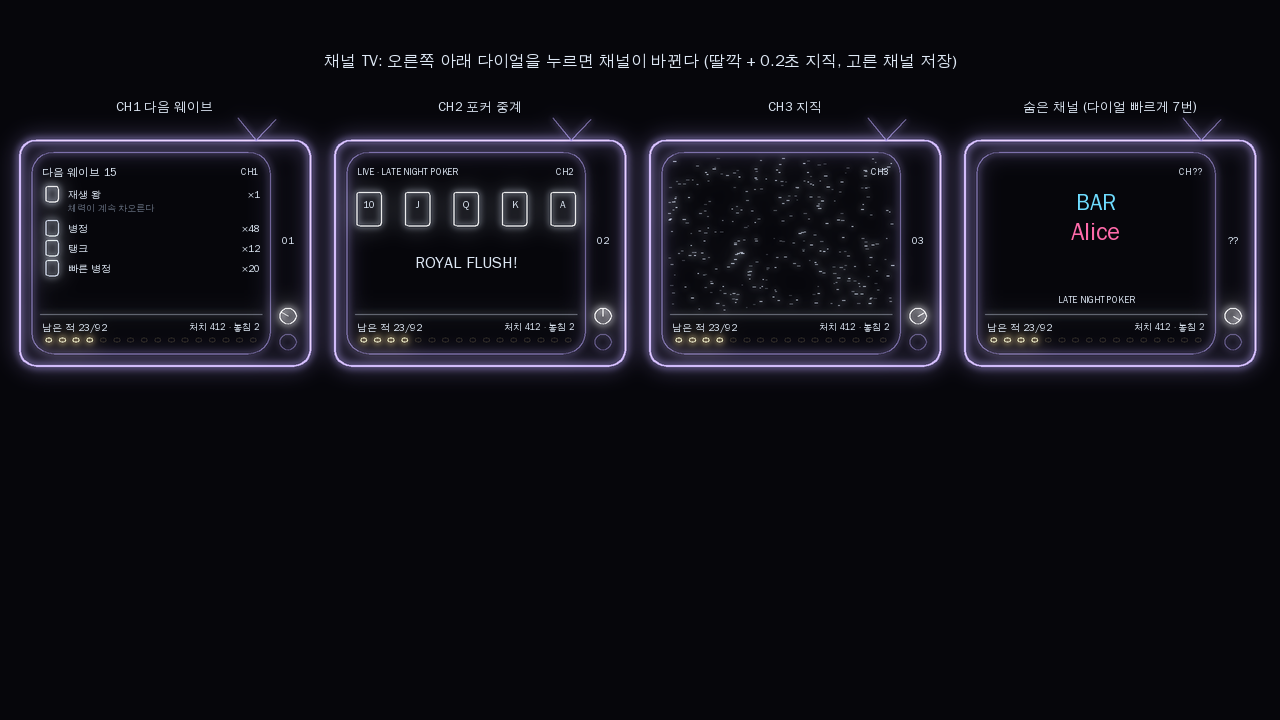 채널 TV: 오른쪽 아래 다이얼을 누르면 채널이 바뀐다 (딸깍 + 0.2초 지직, 고른 채널 저장)
CH1 다음 웨이브
다음 웨이브 15 CH1
재생 왕 ×1
체력이 계속 차오른다
병정 ×48
탱크 ×12
빠른 병정 ×20
01
남은 적 23/92 처치 412 · 놓침 2
CH2 포커 중계
LIVE · LATE NIGHT POKER CH2
10 J Q K A
ROYAL FLUSH!
02
남은 적 23/92 처치 412 · 놓침 2
CH3 지직
CH3
03
남은 적 23/92 처치 412 · 놓침 2
숨은 채널 (다이얼 빠르게 7번)
CH??
BAR
Alice
??
LATE NIGHT POKER
남은 적 23/92 처치 412 · 놓침 2